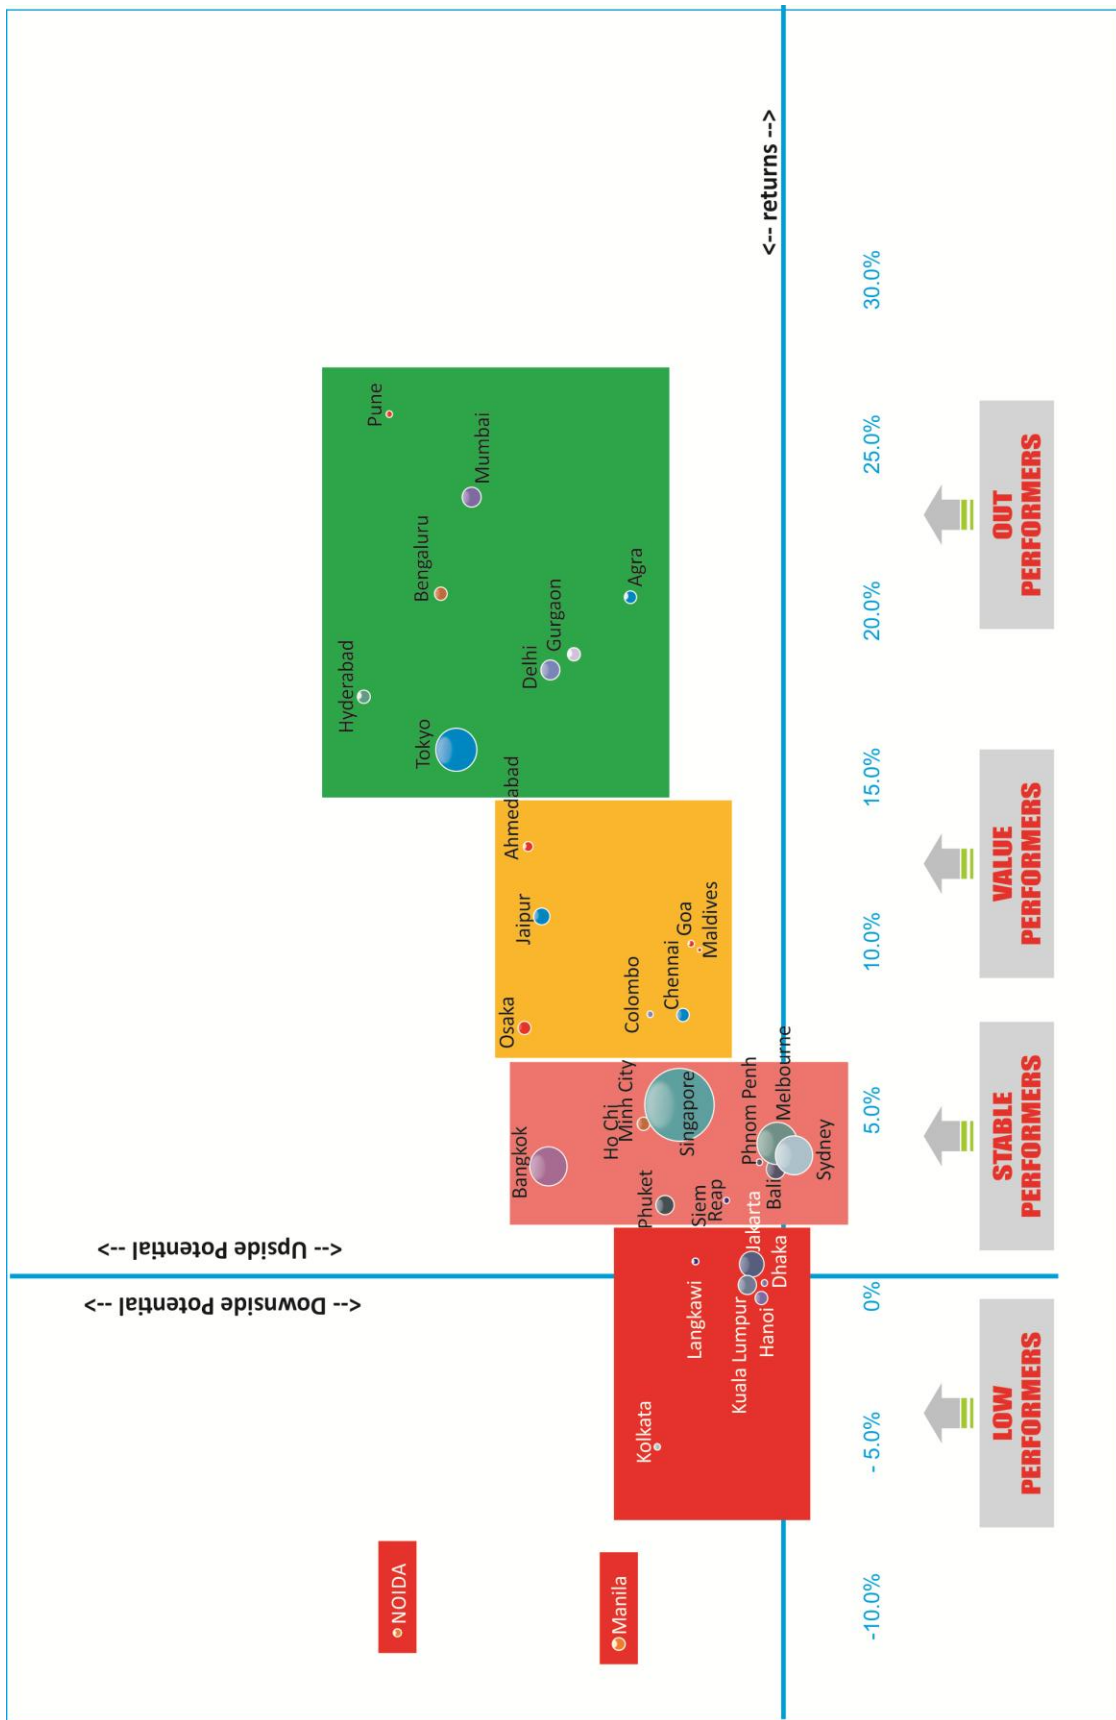 <-- Downside Potential -->
<-- Upside Potential -->
NOIDA
Manila
Kolkata
Langkawi
Kuala Lumpur
Hanoi
Dhaka
Jakarta
Bangkok
Phuket
Siem
Reap
Ho Chi
Minh City
Singapore
Phnom Penh
Bali
Melbourne
Sydney
Osaka
Jaipur
Ahmedabad
Colombo
Chennai
Goa
Maldives
Hyderabad
Tokyo
Bengaluru
Delhi
Gurgaon
Pune
Mumbai
Agra
<-- returns -->
-10.0%
- 5.0%
0%
5.0%
10.0%
15.0%
20.0%
25.0%
30.0%
LOW
PERFORMERS
STABLE
PERFORMERS
VALUE
PERFORMERS
OUT
PERFORMERS